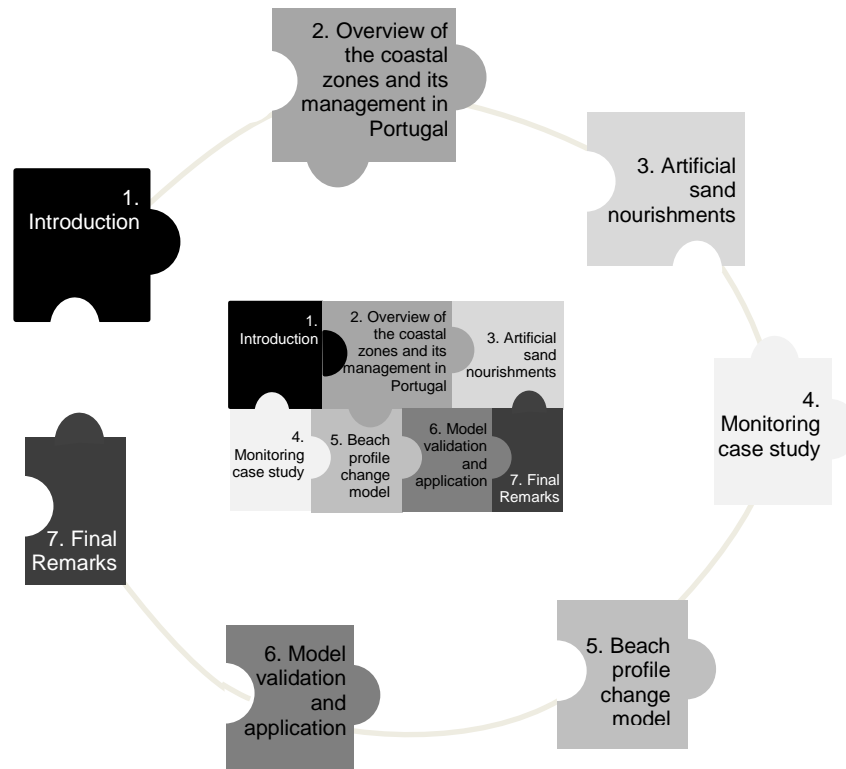 2. Overview of
the coastal
zones and its
management in
Portugal
1.
Introduction
3. Artificial
sand
nourishments
1.
Introduction
2. Overview of
the coastal
zones and its
management in
Portugal
3. Artificial
sand
nourishments
4.
Monitoring
case study
5. Beach
profile
change
model
6. Model
validation
and
application
7. Final
Remarks
4.
Monitoring
case study
7. Final
Remarks
6. Model
validation
and
application
5. Beach
profile
change
model